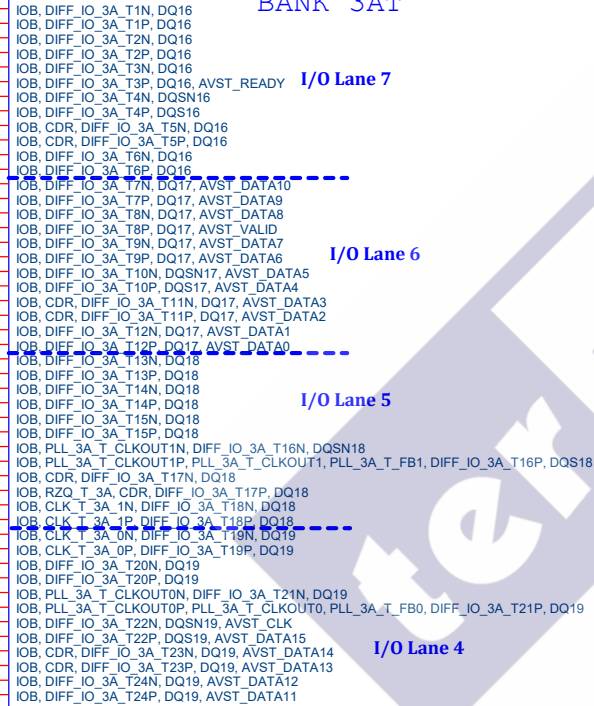 BANK 3AT
IOB, DIFF_IO_3A_T1N, DQ16
IOB, DIFF_IO_3A_T1P, DQ16
IOB, DIFF_IO_3A_T2N, DQ16
IOB, DIFF_IO_3A_T2P, DQ16
IOB, DIFF_IO_3A_T3N, DQ16
IOB, DIFF_IO_3A_T3P, DQ16, AVST_READY
I/O Lane 7
IOB, DIFF_IO_3A_T4N, DQSN16
IOB, DIFF_IO_3A_T4P, DQS16
IOB, CDR, DIFF_IO_3A_T5N, DQ16
IOB, CDR, DIFF_IO_3A_T5P, DQ16
IOB, DIFF_IO_3A_T6N, DQ16
IOB, DIFF_IO_3A_T6P, DQ16
IOB, DIFF_IO_3A_T7N, DQ17, AVST_DATA10
IOB, DIFF_IO_3A_T7P, DQ17, AVST_DATA9
IOB, DIFF_IO_3A_T8N, DQ17, AVST_DATA8
IOB, DIFF_IO_3A_T8P, DQ17, AVST_VALID
IOB, DIFF_IO_3A_T9N, DQ17, AVST_DATA7
IOB, DIFF_IO_3A_T9P, DQ17, AVST_DATA6
I/O Lane 6
IOB, DIFF_IO_3A_T10N, DQSN17, AVST_DATA5
IOB, DIFF_IO_3A_T10P, DQS17, AVST_DATA4
IOB, CDR, DIFF_IO_3A_T11N, DQ17, AVST_DATA3
IOB, CDR, DIFF_IO_3A_T11P, DQ17, AVST_DATA2
IOB, DIFF_IO_3A_T12N, DQ17, AVST_DATA1
IOB, DIFF_IO_3A_T12P, DQ17, AVST_DATA0
IOB, DIFF_IO_3A_T13N, DQ18
IOB, DIFF_IO_3A_T13P, DQ18
IOB, DIFF_IO_3A_T14N, DQ18
IOB, DIFF_IO_3A_T14P, DQ18
I/O Lane 5
IOB, DIFF_IO_3A_T15N, DQ18
IOB, DIFF_IO_3A_T15P, DQ18
IOB, PLL_3A_T_CLKOUT1N, DIFF_IO_3A_T16N, DQSN18
IOB, PLL_3A_T_CLKOUT1P, PLL_3A_T_CLKOUT1, PLL_3A_T_FB1, DIFF_IO_3A_T16P, DQS18
IOB, CDR, DIFF_IO_3A_T17N, DQ18
IOB, RZQ_T_3A, CDR, DIFF_IO_3A_T17P, DQ18
IOB, CLK_T_3A_1N, DIFF_IO_3A_T18N, DQ18
IOB, CLK_T_3A_1P, DIFF_IO_3A_T18P, DQ18
IOB, CLK_T_3A_0N, DIFF_IO_3A_T19N, DQ19
IOB, CLK_T_3A_0P, DIFF_IO_3A_T19P, DQ19
IOB, DIFF_IO_3A_T20N, DQ19
IOB, DIFF_IO_3A_T20P, DQ19
IOB, PLL_3A_T_CLKOUT0N, DIFF_IO_3A_T21N, DQ19
IOB, PLL_3A_T_CLKOUT0P, PLL_3A_T_CLKOUT0, PLL_3A_T_FB0, DIFF_IO_3A_T21P, DQ19
IOB, DIFF_IO_3A_T22N, DQSN19, AVST_CLK
IOB, DIFF_IO_3A_T22P, DQS19, AVST_DATA15
IOB, CDR, DIFF_IO_3A_T23N, DQ19, AVST_DATA14
I/O Lane 4
IOB, CDR, DIFF_IO_3A_T23P, DQ19, AVST_DATA13
IOB, DIFF_IO_3A_T24N, DQ19, AVST_DATA12
IOB, DIFF_IO_3A_T24P, DQ19, AVST_DATA11
ter